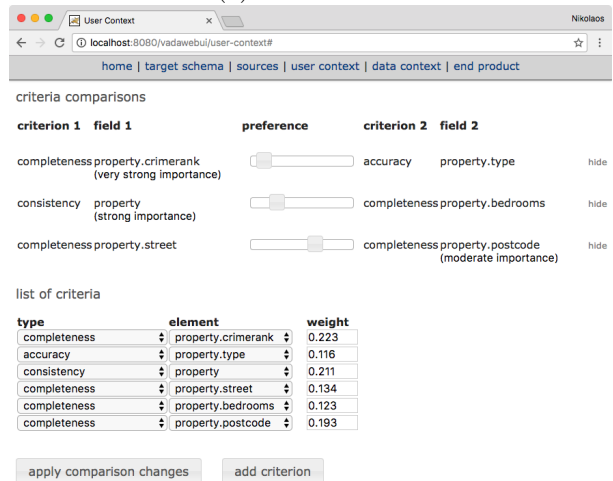 User Context
Nikolaos
localhost:8080/vadawebui/user-context#
home | target schema | sources | user context | data context | end product
criteria comparisons
criterion 1 field 1 preference criterion 2 field 2
completeness property.crimerank accuracy property.type hide
(very strong importance)
consistency property completeness property.bedrooms hide
(strong importance)
completeness property.street completeness property.postcode hide
(moderate importance)
list of criteria
type element weight
completeness property.crimerank 0.223
accuracy property.type 0.116
consistency property 0.211
completeness property.street 0.134
completeness property.bedrooms 0.123
completeness property.postcode 0.193
apply comparison changes add criterion